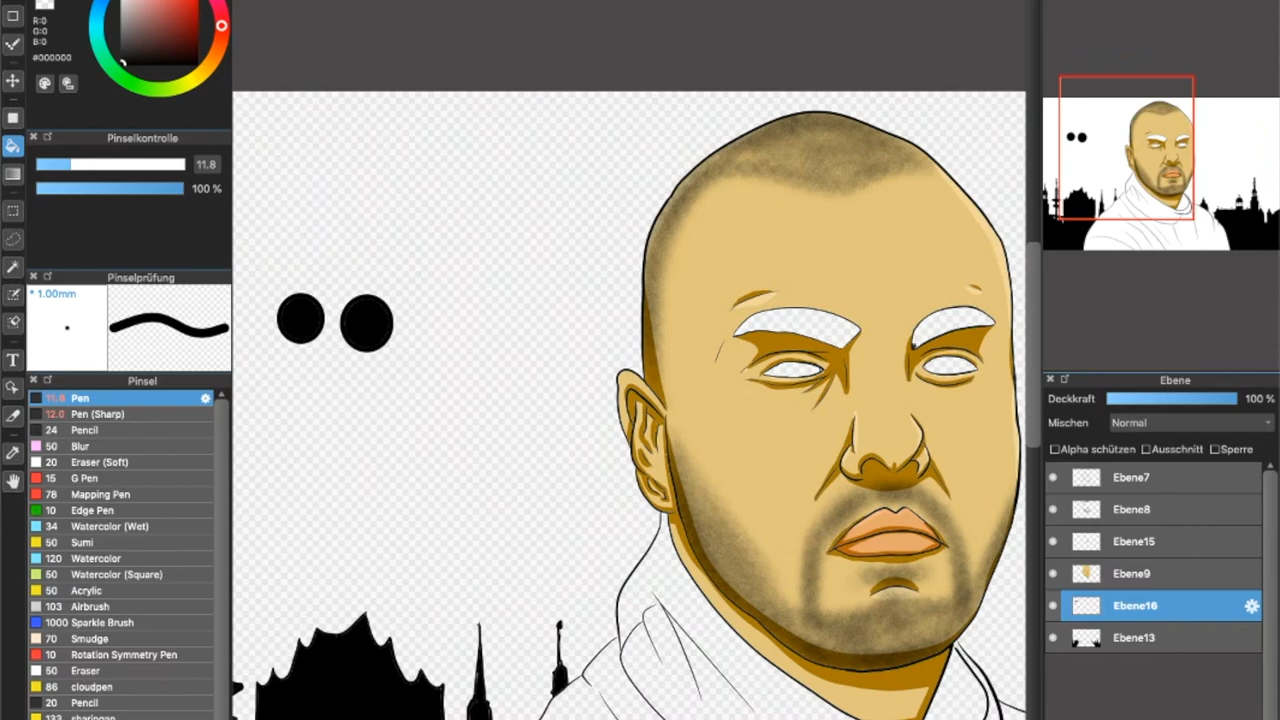 R:0
G:0
B:0
#000000
Pinselkontrolle
11.8
100 %
Pinselprüfung
* 1.00mm
T
Pinsel
11.8 Pen
12.0 Pen (Sharp)
24 Pencil
50 Blur
20 Eraser (Soft)
15 G Pen
78 Mapping Pen
10 Edge Pen
34 Watercolor (Wet)
50 Sumi
120 Watercolor
50 Watercolor (Square)
50 Acrylic
103 Airbrush
1000 Sparkle Brush
70 Smudge
10 Rotation Symmetry Pen
50 Eraser
86 cloudpen
20 Pencil
133 sharingan
Ebene
Deckkraft 100 %
Mischen Normal
Alpha schützen Ausschnitt Sperre
Ebene7
Ebene8
Ebene15
Ebene9
Ebene16
Ebene13